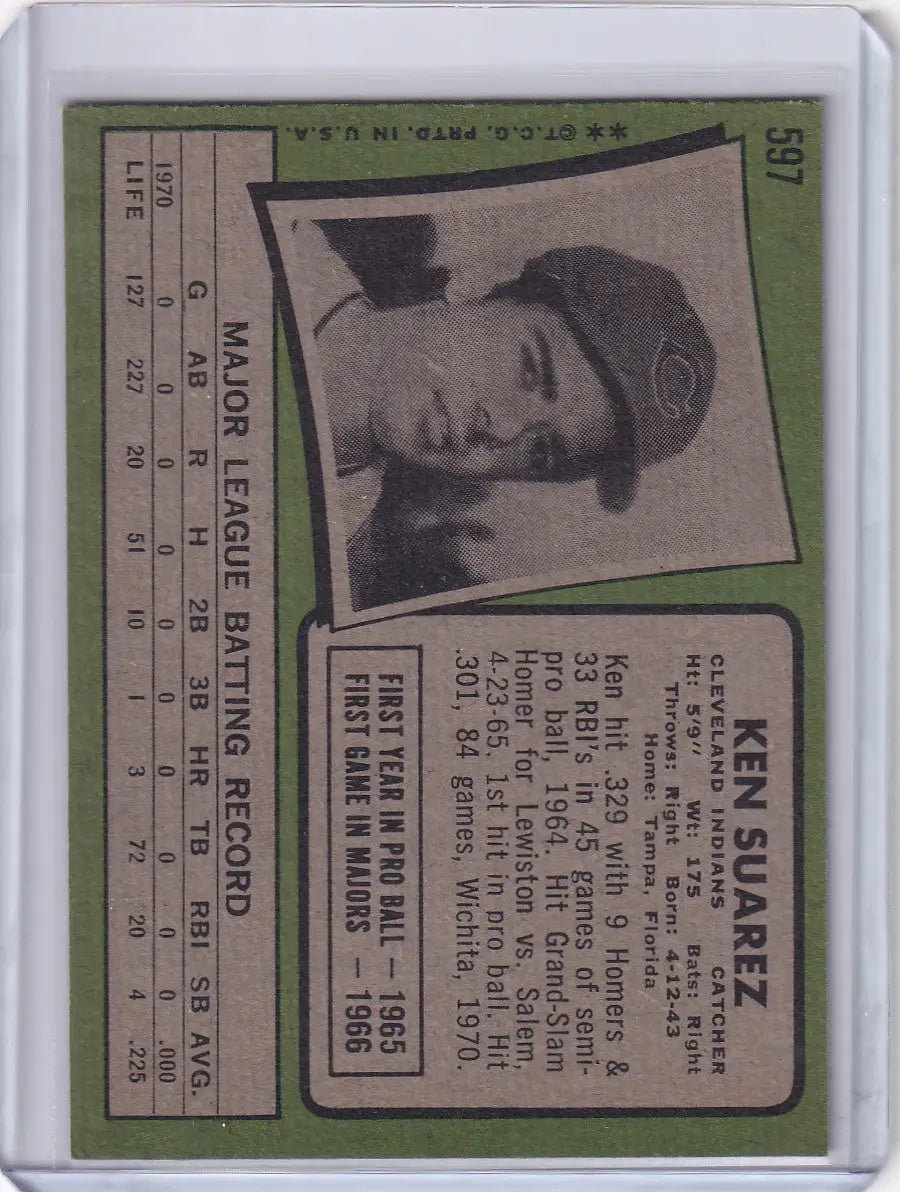 597
**©T.C.G. PRTD. IN U.S.A.
KEN SUAREZ
CLEVELAND INDIANS CATCHER
Ht: 5'9" Wt: 175 Bats: Right
Throws: Right Born: 4-12-43
Home: Tampa, Florida
Ken hit .329 with 9 Homers &
33 RBI's in 45 games of semi-
pro ball, 1964. Hit Grand-Slam
Homer for Lewiston vs. Salem,
4-23-65. 1st hit in pro ball. Hit
.301, 84 games, Wichita, 1970.
FIRST YEAR IN PRO BALL — 1965
FIRST GAME IN MAJORS — 1966
MAJOR LEAGUE BATTING RECORD
G AB R H 2B 3B HR TB RBI SB AVG.
1970 0 0 0 0 0 0 0 0 0 0 .000
LIFE 127 227 20 51 10 1 3 72 20 4 .225
C